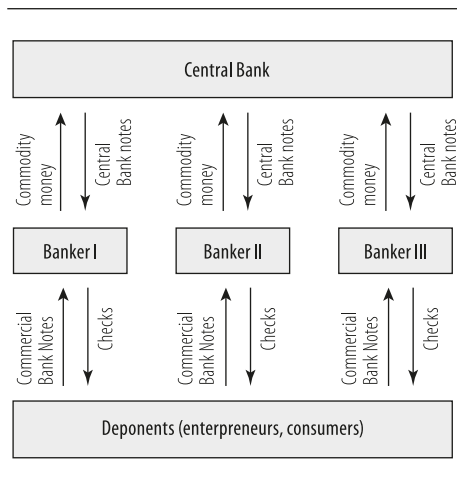 Central Bank
Commodity
money
Central
Bank notes
Commodity
money
Central
Bank notes
Commodity
money
Central
Bank notes
Banker I
Banker II
Banker III
Commercial
Bank Notes
Checks
Commercial
Bank Notes
Checks
Commercial
Bank Notes
Checks
Deponents (enterpreneurs, consumers)